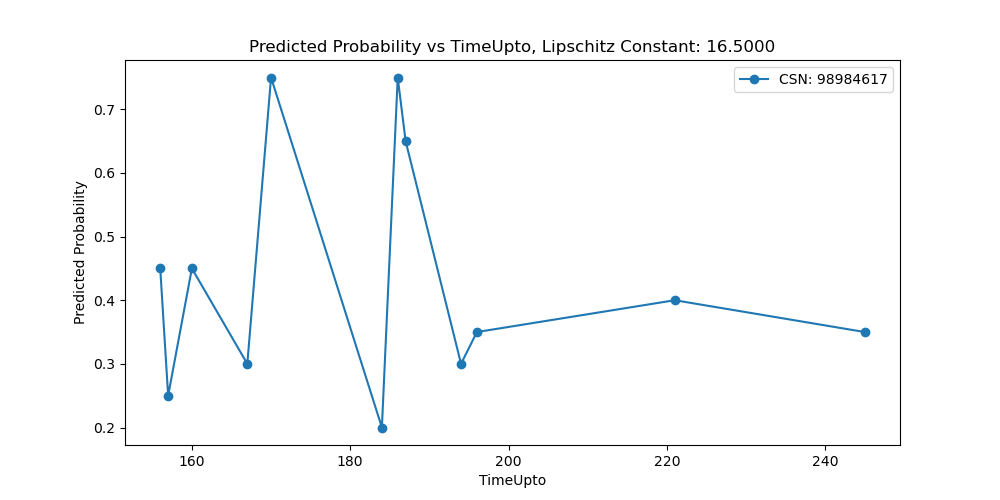 Predicted Probability vs TimeUpto, Lipschitz Constant: 16.5000
CSN: 98984617
Predicted Probability
0.7
0.6
0.5
0.4
0.3
0.2
160 180 200 220 240
TimeUpto